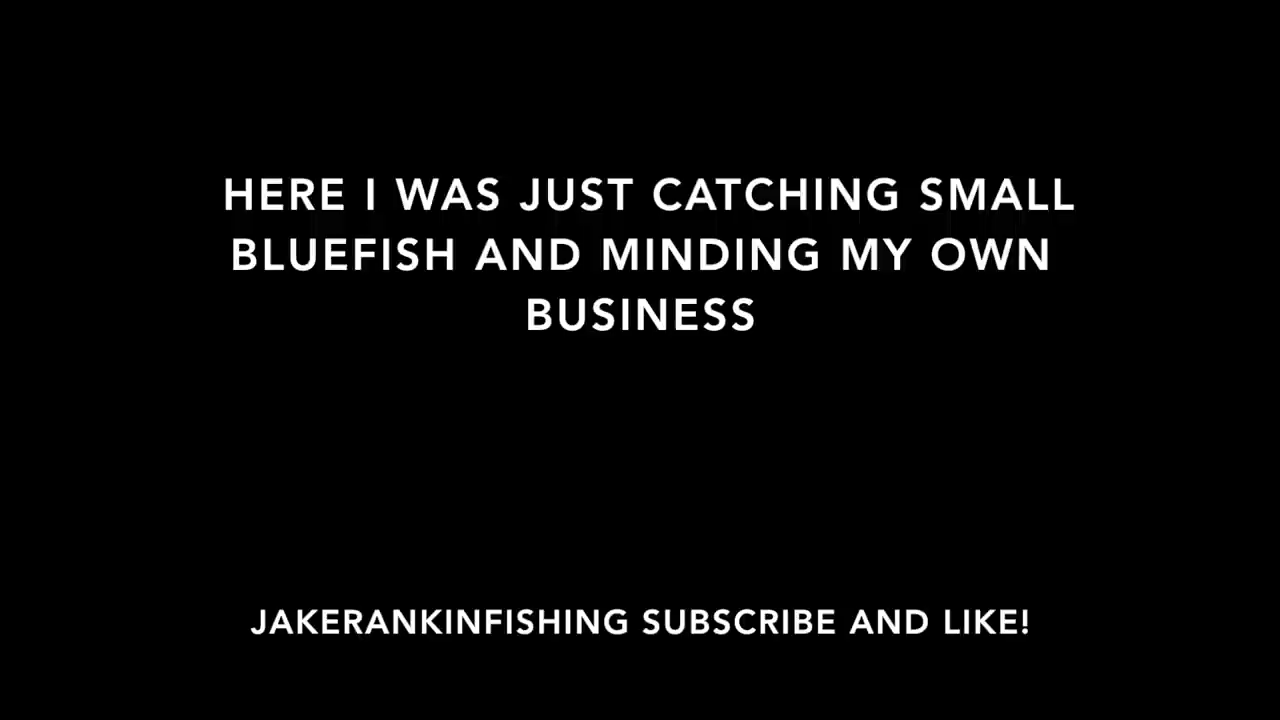 HERE I WAS JUST CATCHING SMALL
BLUEFISH AND MINDING MY OWN
BUSINESS
JAKERANKINFISHING SUBSCRIBE AND LIKE!